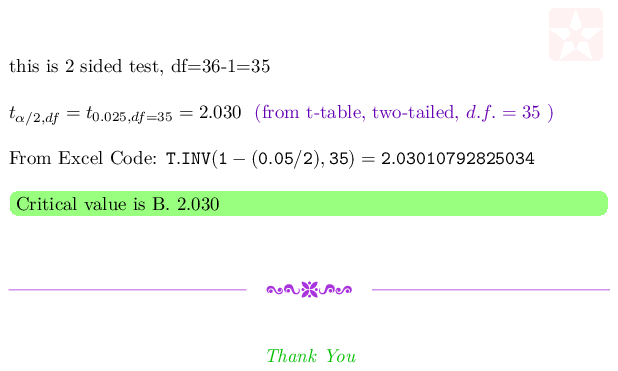 this is 2 sided test, df=36-1=35
t_{α/2,df} = t_{0.025,df=35} = 2.030 (from t-table, two-tailed, d.f. = 35 )
From Excel Code: T.INV(1 − (0.05/2), 35) = 2.03010792825034
Critical value is B. 2.030
Thank You